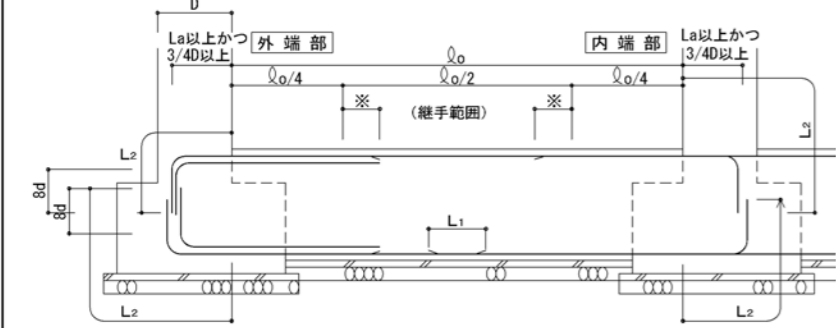 D
La以上かつ
3/4D以上
外端部
内端部
La以上かつ
3/4D以上
ℓo
ℓo/4
ℓo/2
ℓo/4
※
(継手範囲)
※
L2
L2
8d
8d
L1
L2
L2